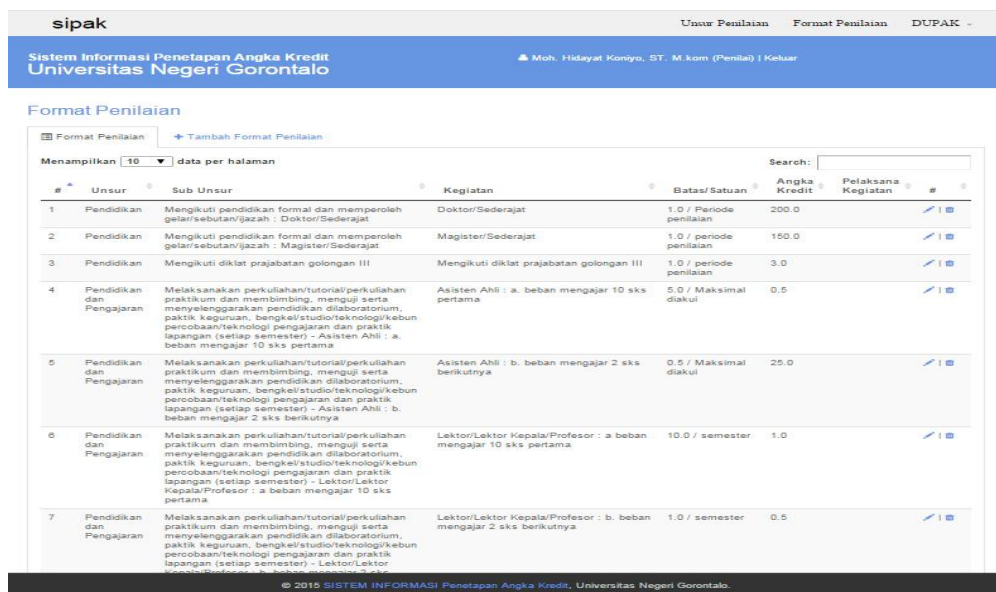 sipak
Unsur Penilaian Format Penilaian DUPAK
Sistem Informasi Penetapan Angka Kredit
Universitas Negeri Gorontalo
Moh. Hidayat Koniyo, ST. M.kom (Penilai) | Keluar
Format Penilaian
Format Penilaian + Tambah Format Penilaian
Menampilkan 10 data per halaman
Search:
# Unsur Sub Unsur Kegiatan Batas/Satuan Angka Kredit Pelaksana Kegiatan #
1 Pendidikan Mengikuti pendidikan formal dan memperoleh Doktor/Sederajat 1.0 / Periode 200.0
gelar/sebutan/ijazah : Doktor/Sederajat penilaian
2 Pendidikan Mengikuti pendidikan formal dan memperoleh Magister/Sederajat 1.0 / periode 150.0
gelar/sebutan/ijazah : Magister/Sederajat penilaian
3 Pendidikan Mengikuti diklat prajabatan golongan III Mengikuti diklat prajabatan golongan III 1.0 / periode 3.0
penilaian
4 Pendidikan Melaksanakan perkuliahan/tutorial/perkuliahan Asisten Ahli : a. beban mengajar 10 sks 5.0 / Maksimal 0.5
dan praktikum dan membimbing, menguji serta pertama diakui
Pengajaran menyelenggarakan pendidikan dilaboratorium,
paktik keguruan, bengkel/studio/teknologi/kebun
percobaan/teknologi pengajaran dan praktik
lapangan (setiap semester) - Asisten Ahli : a.
beban mengajar 10 sks pertama
5 Pendidikan Melaksanakan perkuliahan/tutorial/perkuliahan Asisten Ahli : b. beban mengajar 2 sks 0.5 / Maksimal 25.0
dan praktikum dan membimbing, menguji serta berikutnya diakui
Pengajaran menyelenggarakan pendidikan dilaboratorium,
paktik keguruan, bengkel/studio/teknologi/kebun
percobaan/teknologi pengajaran dan praktik
lapangan (setiap semester) - Asisten Ahli : b.
beban mengajar 2 sks berikutnya
6 Pendidikan Melaksanakan perkuliahan/tutorial/perkuliahan Lektor/Lektor Kepala/Profesor : a beban 10.0 / semester 1.0
dan praktikum dan membimbing, menguji serta mengajar 10 sks pertama
Pengajaran menyelenggarakan pendidikan dilaboratorium,
paktik keguruan, bengkel/studio/teknologi/kebun
percobaan/teknologi pengajaran dan praktik
lapangan (setiap semester) - Lektor/Lektor
Kepala/Profesor : a beban mengajar 10 sks
pertama
7 Pendidikan Melaksanakan perkuliahan/tutorial/perkuliahan Lektor/Lektor Kepala/Profesor : b. beban 1.0 / semester 0.5
dan praktikum dan membimbing, menguji serta mengajar 2 sks berikutnya
Pengajaran menyelenggarakan pendidikan dilaboratorium,
paktik keguruan, bengkel/studio/teknologi/kebun
percobaan/teknologi pengajaran dan praktik
lapangan (setiap semester) - Lektor/Lektor
© 2015 SISTEM INFORMASI Penetapan Angka Kredit, Universitas Negeri Gorontalo.